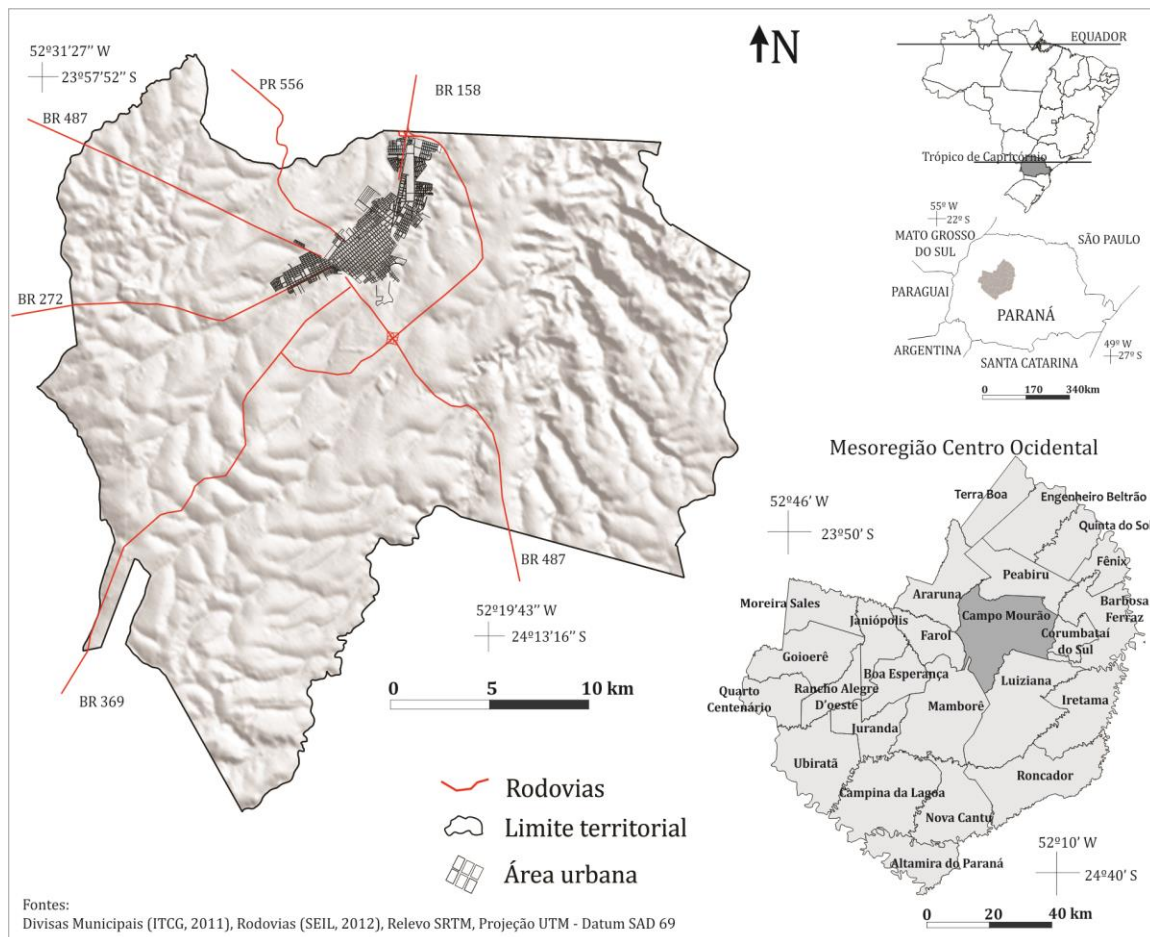 52º31'27'' W
23º57'52'' S
PR 556
BR 158
BR 487
BR 272
BR 487
BR 369
52º19'43'' W
24º13'16'' S
0 5 10 km
Rodovias
Limite territorial
Área urbana
Fontes:
Divisas Municipais (ITCG, 2011), Rodovias (SEIL, 2012), Relevo SRTM, Projeção UTM - Datum SAD 69
N
EQUADOR
Trópico de Capricórnio
55º W
22º S
MATO GROSSO
DO SUL
SÃO PAULO
PARAGUAI
PARANÁ
ARGENTINA
SANTA CATARINA
49º W
27º S
0 170 340km
Mesoregião Centro Ocidental
52º46' W
23º50' S
Terra Boa
Engenheiro Beltrão
Quinta do Sol
Fênix
Peabiru
Araruna
Barbosa
Ferraz
Moreira Sales
Janiópolis
Campo Mourão
Farol
Corumbataí
do Sul
Goioerê
Boa Esperança
Luiziana
Quarto
Centenário
Rancho Alegre
D'oeste
Mamborê
Iretama
Juranda
Ubiratã
Roncador
Campina da Lagoa
Nova Cantu
Altamira do Paraná
52º10' W
24º40' S
0 20 40 km